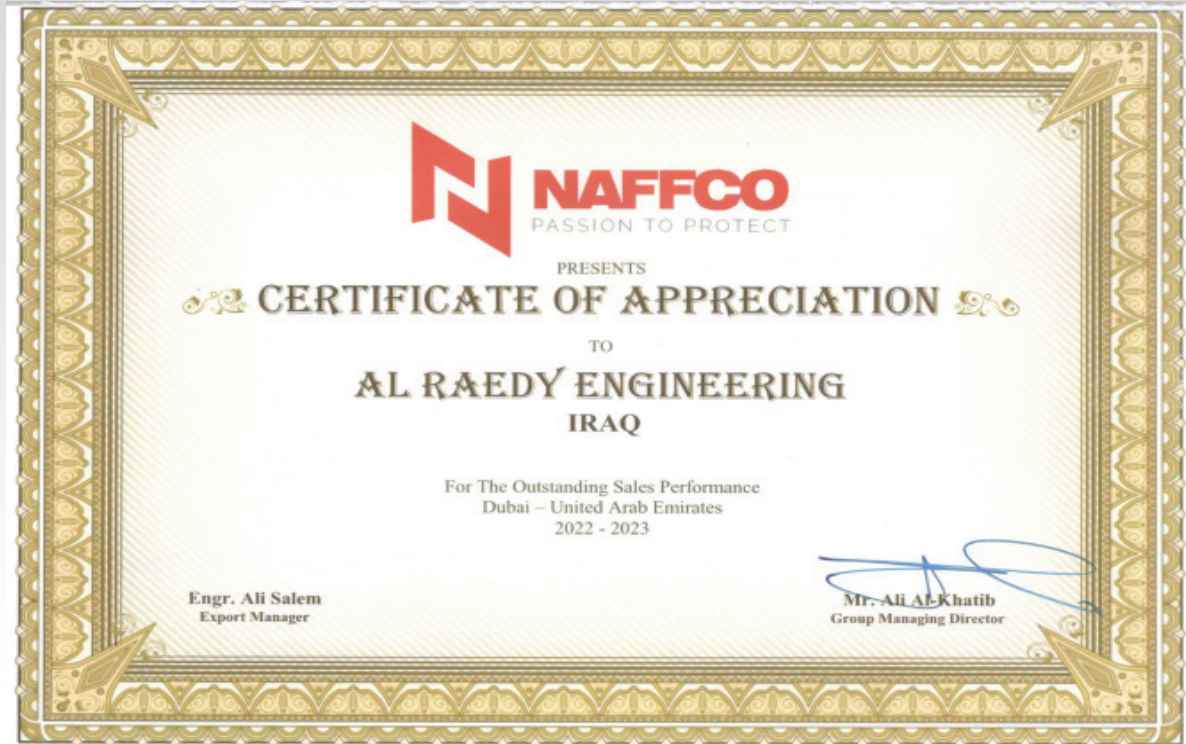 NAFFCO
PASSION TO PROTECT
PRESENTS
CERTIFICATE OF APPRECIATION
TO
AL RAEDY ENGINEERING
IRAQ
For The Outstanding Sales Performance
Dubai – United Arab Emirates
2022 - 2023
Engr. Ali Salem
Export Manager
Mr. Ali Al-Khatib
Group Managing Director